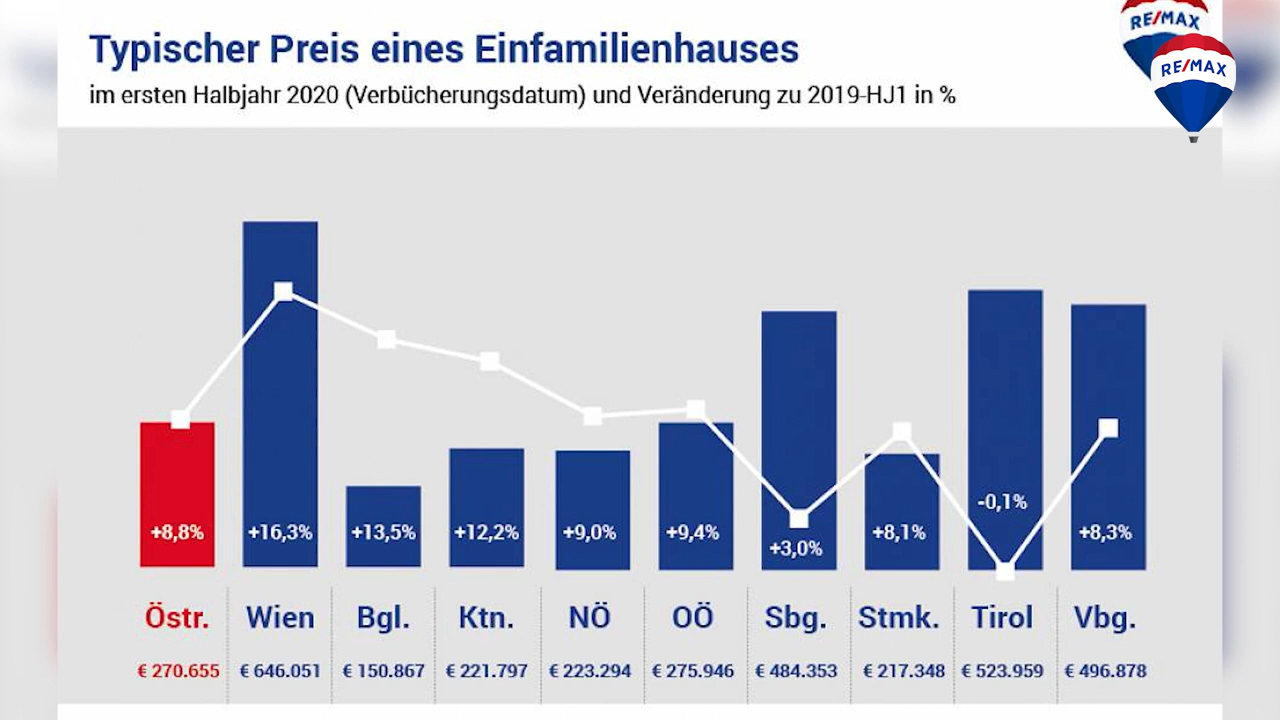 Typischer Preis eines Einfamilienhauses
im ersten Halbjahr 2020 (Verbücherungsdatum) und Veränderung zu 2019-HJ1 in %
RE/MAX
RE/MAX
+8,8% +16,3% +13,5% +12,2% +9,0% +9,4% +3,0% +8,1% -0,1% +8,3%
Östr. Wien Bgl. Ktn. NÖ OÖ Sbg. Stmk. Tirol Vbg.
€ 270.655 € 646.051 € 150.867 € 221.797 € 223.294 € 275.946 € 484.353 € 217.348 € 523.959 € 496.878